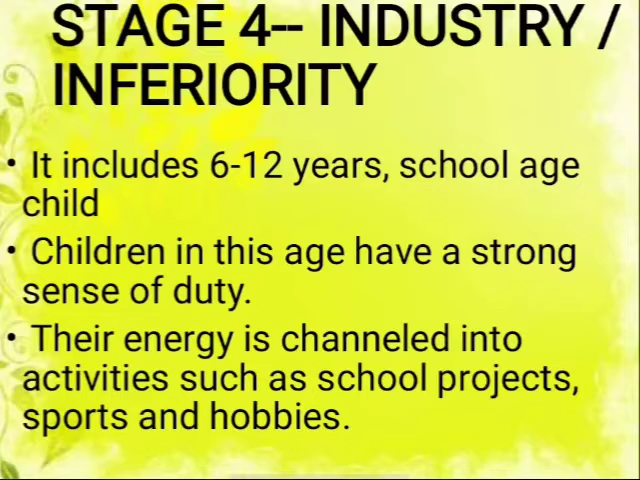 STAGE 4-- INDUSTRY /
INFERIORITY
• It includes 6-12 years, school age
child
• Children in this age have a strong
sense of duty.
• Their energy is channeled into
activities such as school projects,
sports and hobbies.